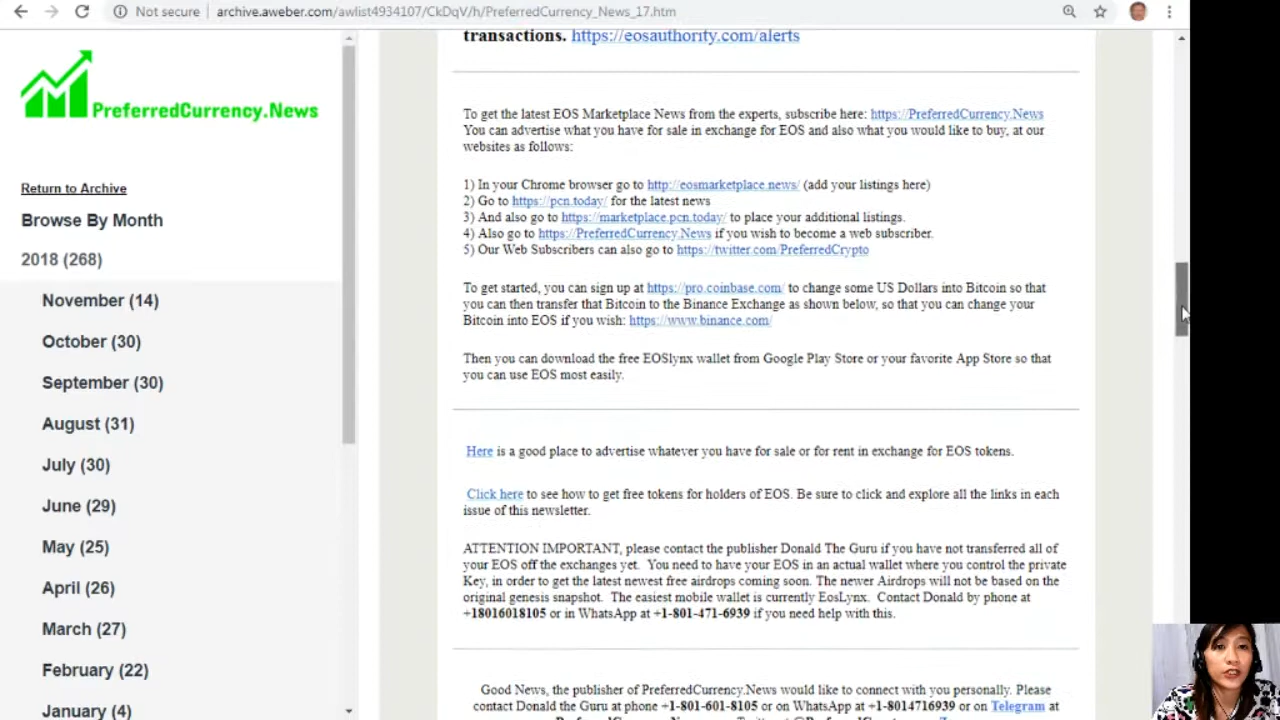 Not secure | archive.aweber.com/awlist4934107/CkDqV/h/PreferredCurrency_News_17.htm
PreferredCurrency.News
Return to Archive
Browse By Month
2018 (268)
November (14)
October (30)
September (30)
August (31)
July (30)
June (29)
May (25)
April (26)
March (27)
February (22)
January (4)
transactions. https://eosauthority.com/alerts
To get the latest EOS Marketplace News from the experts, subscribe here: https://PreferredCurrency.News
You can advertise what you have for sale in exchange for EOS and also what you would like to buy, at our
websites as follows:
1) In your Chrome browser go to http://eosmarketplace.news/ (add your listings here)
2) Go to https://pcn.today/ for the latest news
3) And also go to https://marketplace.pcn.today/ to place your additional listings.
4) Also go to https://PreferredCurrency.News if you wish to become a web subscriber.
5) Our Web Subscribers can also go to https://twitter.com/PreferredCrypto
To get started, you can sign up at https://pro.coinbase.com/ to change some US Dollars into Bitcoin so that
you can then transfer that Bitcoin to the Binance Exchange as shown below, so that you can change your
Bitcoin into EOS if you wish: https://www.binance.com/
Then you can download the free EOSlynx wallet from Google Play Store or your favorite App Store so that
you can use EOS most easily.
Here is a good place to advertise whatever you have for sale or for rent in exchange for EOS tokens.
Click here to see how to get free tokens for holders of EOS. Be sure to click and explore all the links in each
issue of this newsletter.
ATTENTION IMPORTANT, please contact the publisher Donald The Guru if you have not transferred all of
your EOS off the exchanges yet. You need to have your EOS in an actual wallet where you control the private
Key, in order to get the latest newest free airdrops coming soon. The newer Airdrops will not be based on the
original genesis snapshot. The easiest mobile wallet is currently EosLynx. Contact Donald by phone at
+18016018105 or in WhatsApp at +1-801-471-6939 if you need help with this.
Good News, the publisher of PreferredCurrency.News would like to connect with you personally. Please
contact Donald the Guru at phone +1-801-601-8105 or on WhatsApp at +1-8014716939 or on Telegram at